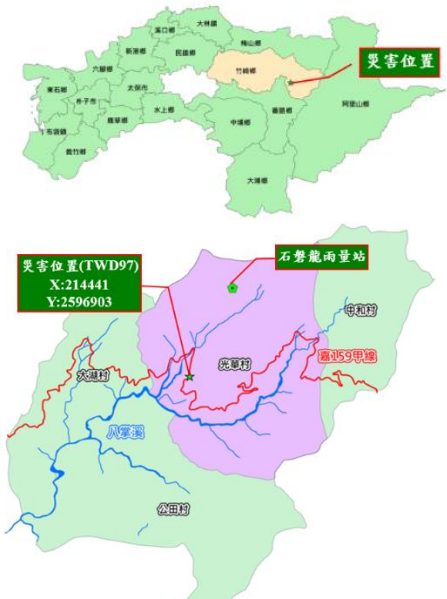 大林鎮
溪口鄉
梅山鄉
新港鄉
民雄鄉
災害位置
六腳鄉
竹崎鄉
東石鄉
太保市
朴子市
阿里山鄉
番路鄉
水上鄉
鹿草鄉
布袋鎮
中埔鄉
義竹鄉
大埔鄉
災害位置(TWD97)
X:214441
Y:2596903
石磐龍雨量站
中和村
光華村
嘉159甲線
大湖村
八掌溪
公田村